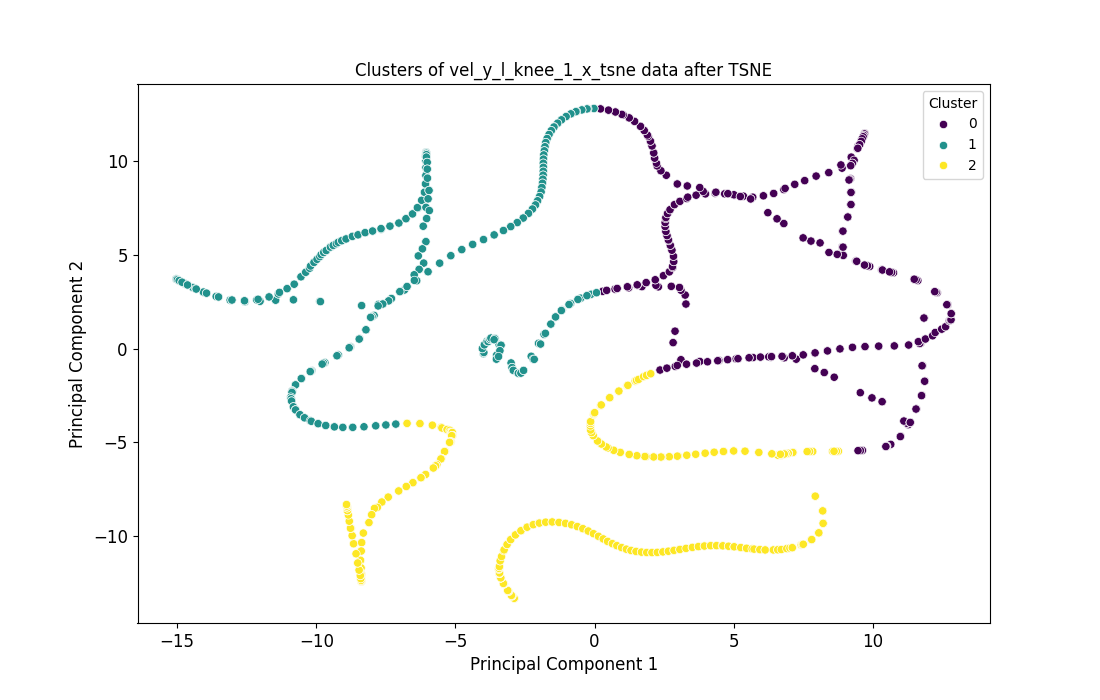 Clusters of vel_y_l_knee_1_x_tsne data after TSNE
Cluster
0
1
2
10
5
0
−5
−10
Principal Component 2
−15 −10 −5 0 5 10
Principal Component 1